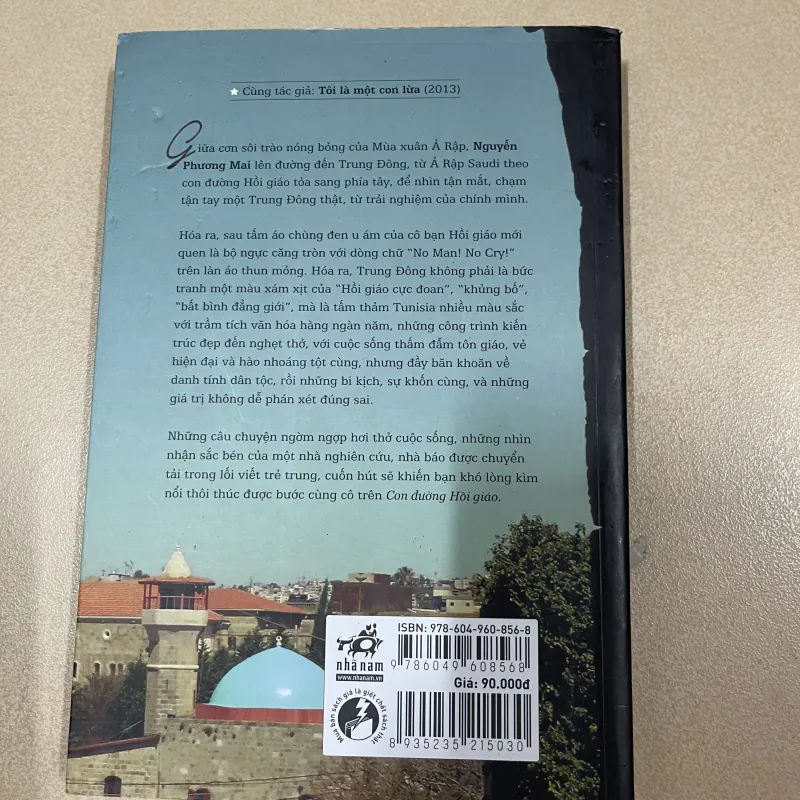 ★ Cùng tác giả: Tôi là một con lừa (2013)
Giữa cơn sôi trào nóng bỏng của Mùa xuân Ả Rập, Nguyễn
Phương Mai lên đường đến Trung Đông, từ Ả Rập Saudi theo
con đường Hồi giáo tỏa sang phía tây, để nhìn tận mắt, chạm
tận tay một Trung Đông thật, từ trải nghiệm của chính mình.
Hóa ra, sau tấm áo chùng đen u ám của cô bạn Hồi giáo mới
quen là bộ ngực căng tròn với dòng chữ “No Man! No Cry!”
trên làn áo thun mỏng. Hóa ra, Trung Đông không phải là bức
tranh một màu xám xịt của “Hồi giáo cực đoan”, “khủng bố”,
“bất bình đẳng giới”, mà là tấm thảm Tunisia nhiều màu sắc
với trầm tích văn hóa hàng ngàn năm, những công trình kiến
trúc đẹp đến nghẹt thở, với cuộc sống thấm đẫm tôn giáo, vẻ
hiện đại và hào nhoáng tột cùng, nhưng đầy băn khoăn về
danh tính dân tộc, rồi những bi kịch, sự khốn cùng, và những
giá trị không dễ phán xét đúng sai.
Những câu chuyện ngờm ngợp hơi thở cuộc sống, những nhìn
nhận sắc bén của một nhà nghiên cứu, nhà báo được chuyển
tải trong lối viết trẻ trung, cuốn hút sẽ khiến bạn khó lòng kìm
nổi thôi thúc được bước cùng cô trên Con đường Hồi giáo.
nhã nam
www.nhanam.vn
ISBN: 978-604-960-856-8
9 786049 608568
Giá: 90.000đ
Mua bán sách giả là giết chết sách thật
8 935235 215030